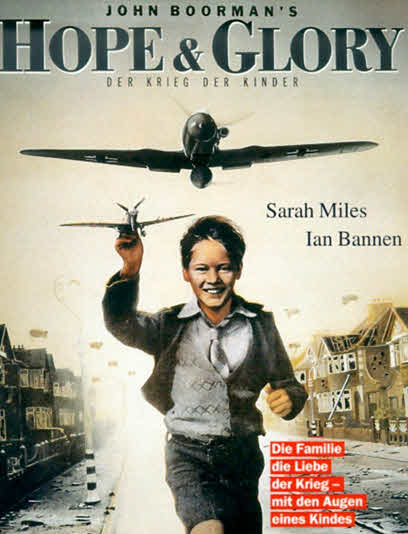 JOHN BOORMAN'S
HOPE & GLORY
DER KRIEG DER KINDER
Sarah Miles
Ian Bannen
Die Familie
die Liebe
der Krieg –
mit den Augen
eines Kindes